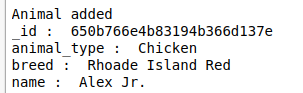 Animal added
_id :  650b766e4b83194b366d137e
animal_type :  Chicken
breed :  Rhoade Island Red
name :  Alex Jr.